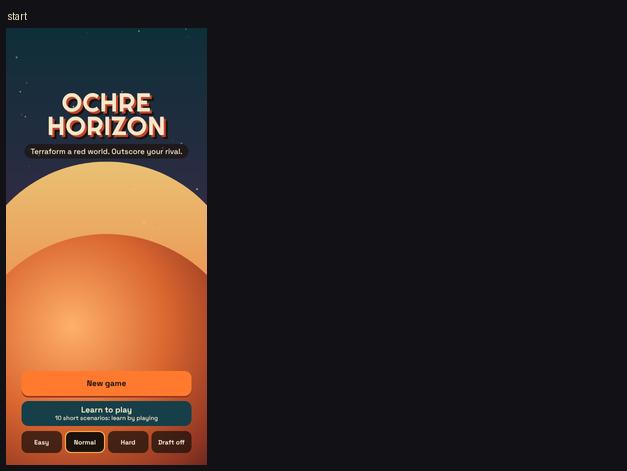 start
OCHRE
HORIZON
Terraform a red world. Outscore your rival.
New game
Learn to play
10 short scenarios: learn by playing
Easy
Normal
Hard
Draft off